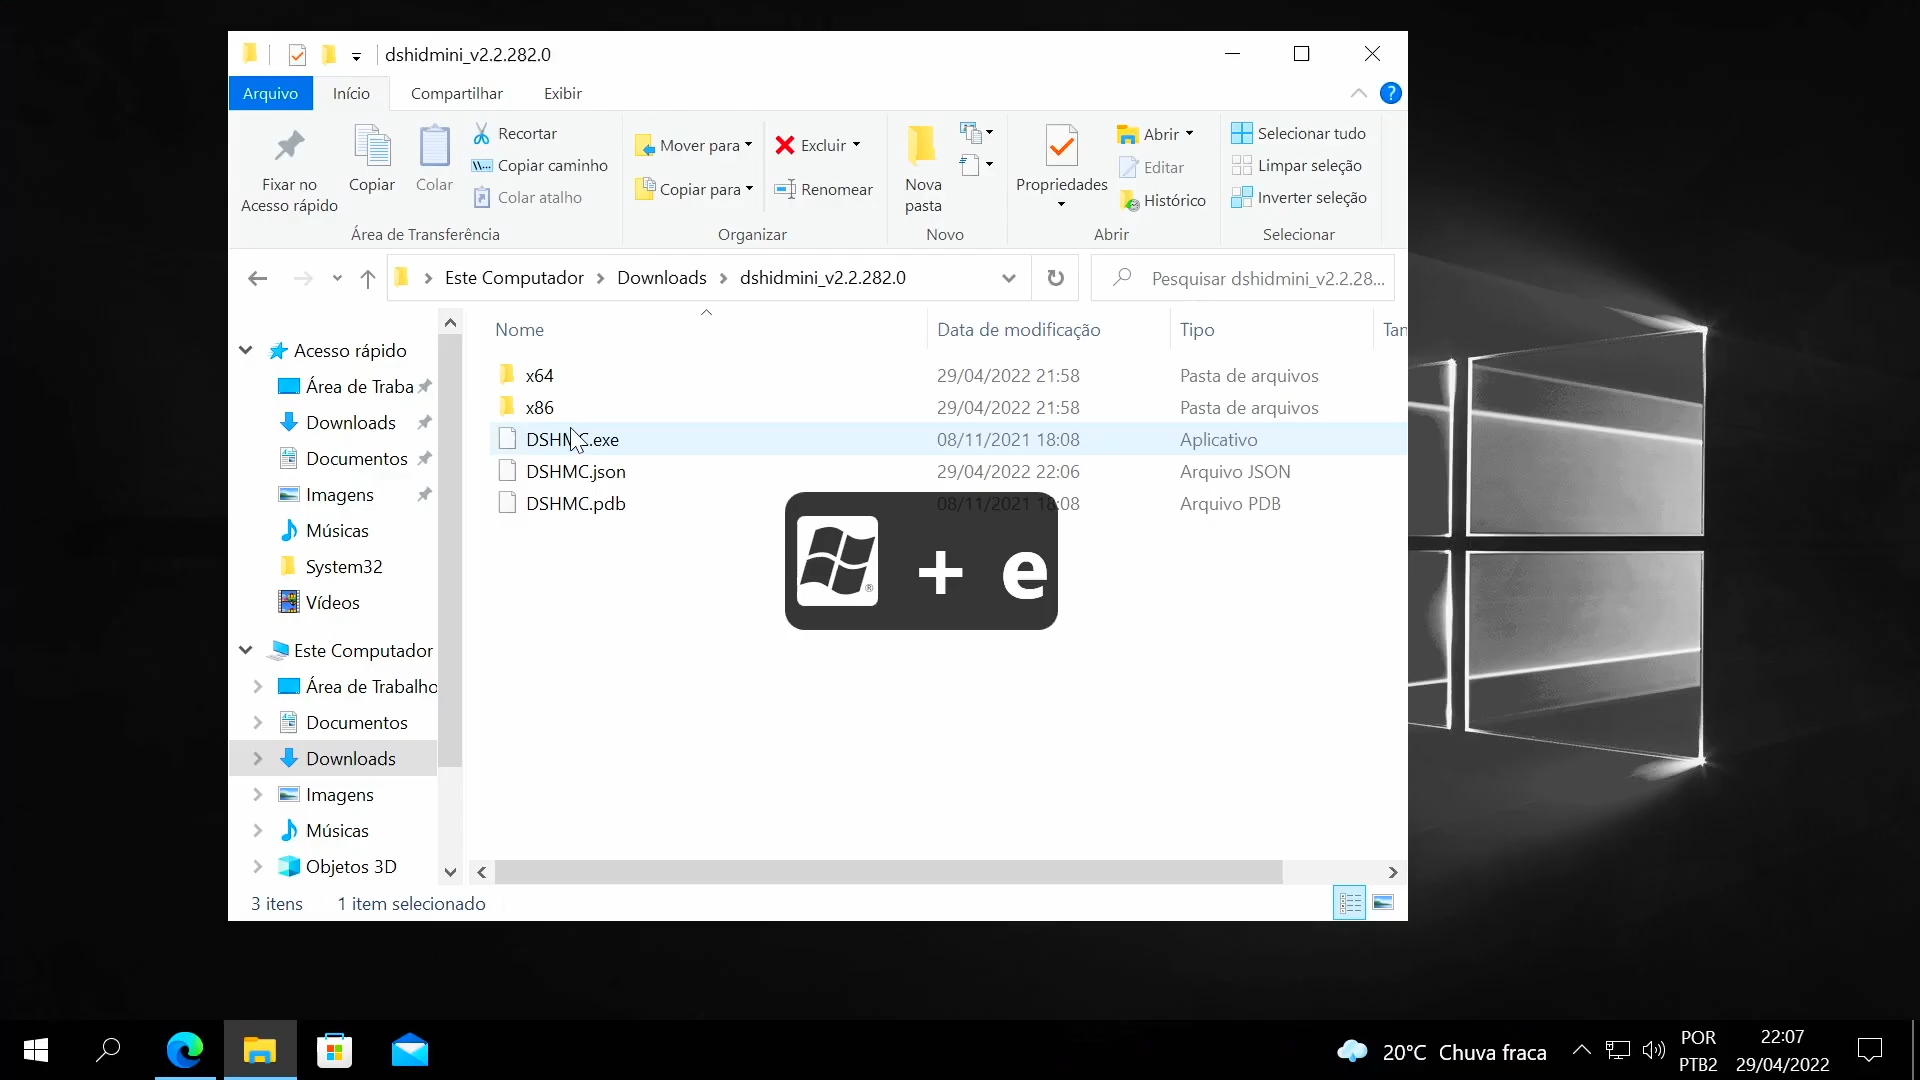 dshidmini_v2.2.282.0
Arquivo Início Compartilhar Exibir
Fixar no
Acesso rápido
Copiar
Colar
Recortar
Copiar caminho
Colar atalho
Área de Transferência
Mover para
Copiar para
Excluir
Renomear
Organizar
Nova
pasta
Novo
Propriedades
Abrir
Editar
Histórico
Abrir
Selecionar tudo
Limpar seleção
Inverter seleção
Selecionar
Este Computador Downloads dshidmini_v2.2.282.0
Pesquisar dshidmini_v2.2.28...
Acesso rápido
Área de Traba
Downloads
Documentos
Imagens
Músicas
System32
Vídeos
Este Computador
Área de Trabalho
Documentos
Downloads
Imagens
Músicas
Objetos 3D
Nome Data de modificação Tipo Tan
x64 29/04/2022 21:58 Pasta de arquivos
x86 29/04/2022 21:58 Pasta de arquivos
DSHMC.exe 08/11/2021 18:08 Aplicativo
DSHMC.json 29/04/2022 22:06 Arquivo JSON
DSHMC.pdb 08/11/2021 18:08 Arquivo PDB
+ e
3 itens 1 item selecionado
20°C Chuva fraca
POR
PTB2
22:07
29/04/2022